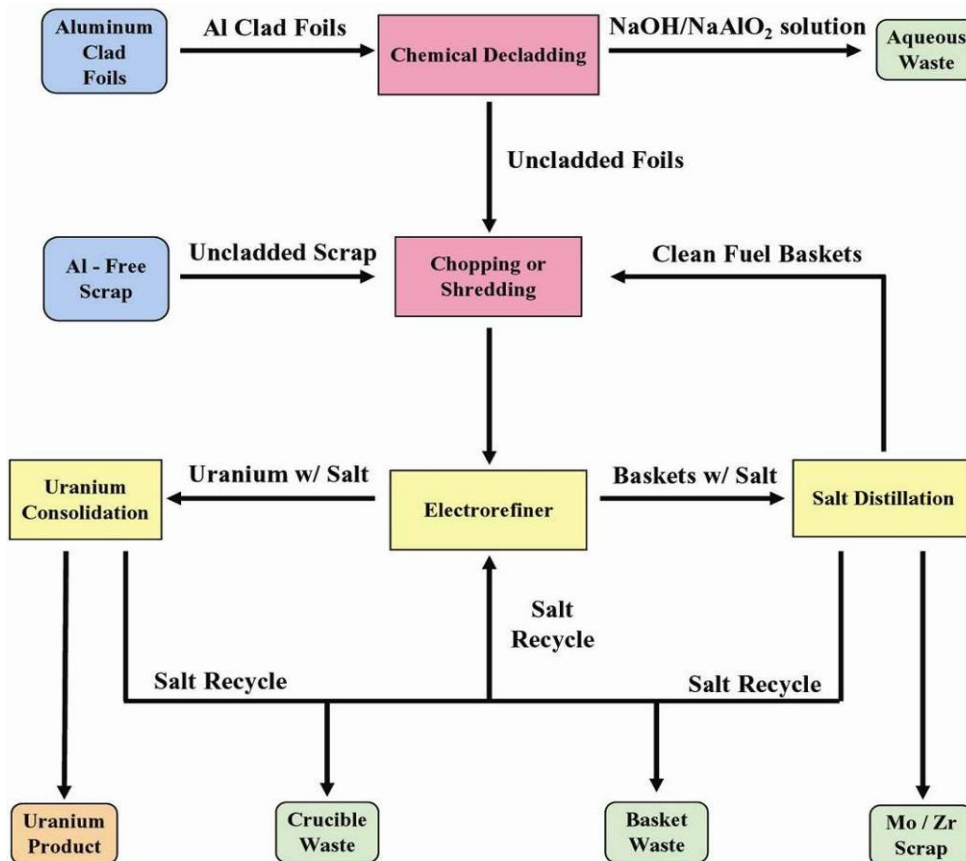 Aluminum
Clad
Foils
Al Clad Foils
Chemical Decladding
NaOH/NaAlO₂ solution
Aqueous
Waste
Uncladded Foils
Al - Free
Scrap
Uncladded Scrap
Chopping or
Shredding
Clean Fuel Baskets
Uranium
Consolidation
Uranium w/ Salt
Electrorefiner
Baskets w/ Salt
Salt Distillation
Salt
Recycle
Salt Recycle
Salt Recycle
Uranium
Product
Crucible
Waste
Basket
Waste
Mo / Zr
Scrap